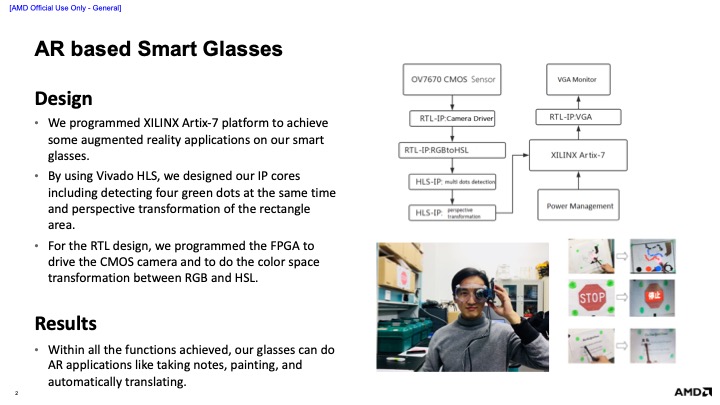 [AMD Official Use Only - General]
AR based Smart Glasses
Design
• We programmed XILINX Artix-7 platform to achieve
some augmented reality applications on our smart
glasses.
• By using Vivado HLS, we designed our IP cores
including detecting four green dots at the same time
and perspective transformation of the rectangle
area.
• For the RTL design, we programmed the FPGA to
drive the CMOS camera and to do the color space
transformation between RGB and HSL.
Results
• Within all the functions achieved, our glasses can do
AR applications like taking notes, painting, and
automatically translating.
OV7670 CMOS Sensor
RTL-IP:Camera Driver
RTL-IP:RGBtoHSL
HLS-IP: multi dots detection
HLS-IP: perspective
transformation
VGA Monitor
RTL-IP:VGA
XILINX Artix-7
Power Management
STOP
停止
2
AMD